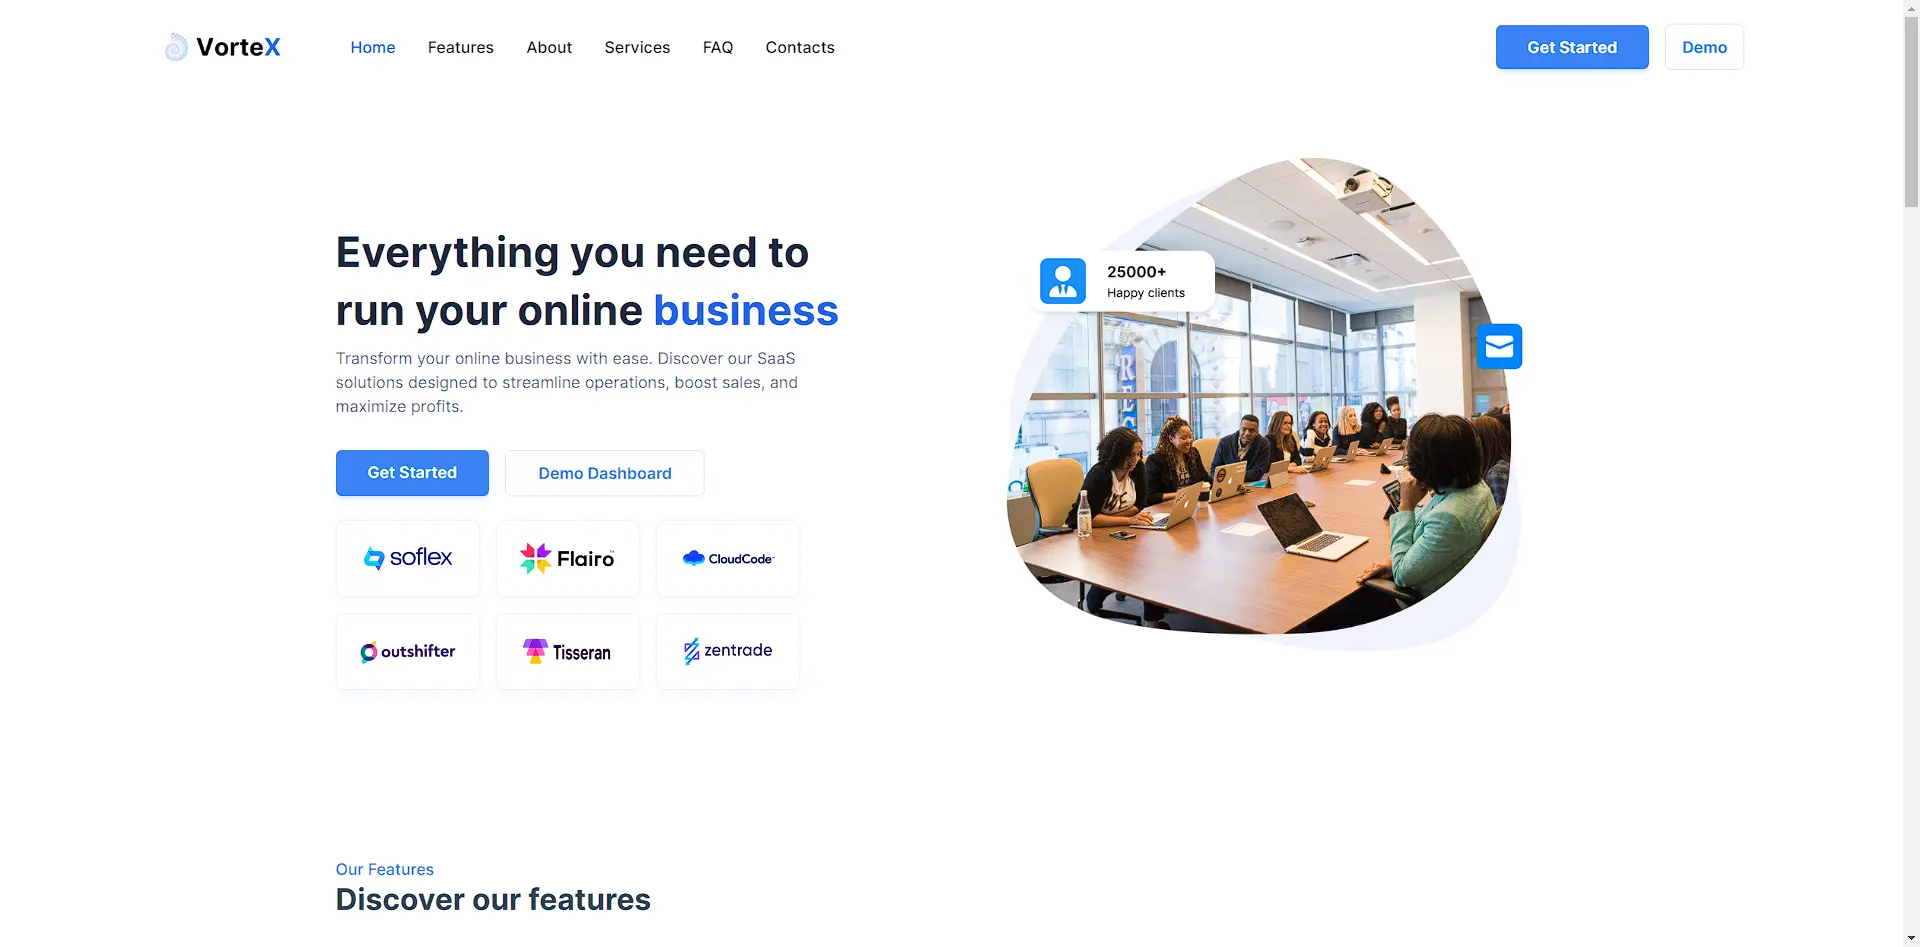 VorteX
Home Features About Services FAQ Contacts
Get Started Demo
Everything you need to
run your online business
Transform your online business with ease. Discover our SaaS
solutions designed to streamline operations, boost sales, and
maximize profits.
Get Started Demo Dashboard
soflex Flairo™ CloudCode™
outshifter Tisseran zentrade
25000+
Happy clients
Our Features
Discover our features